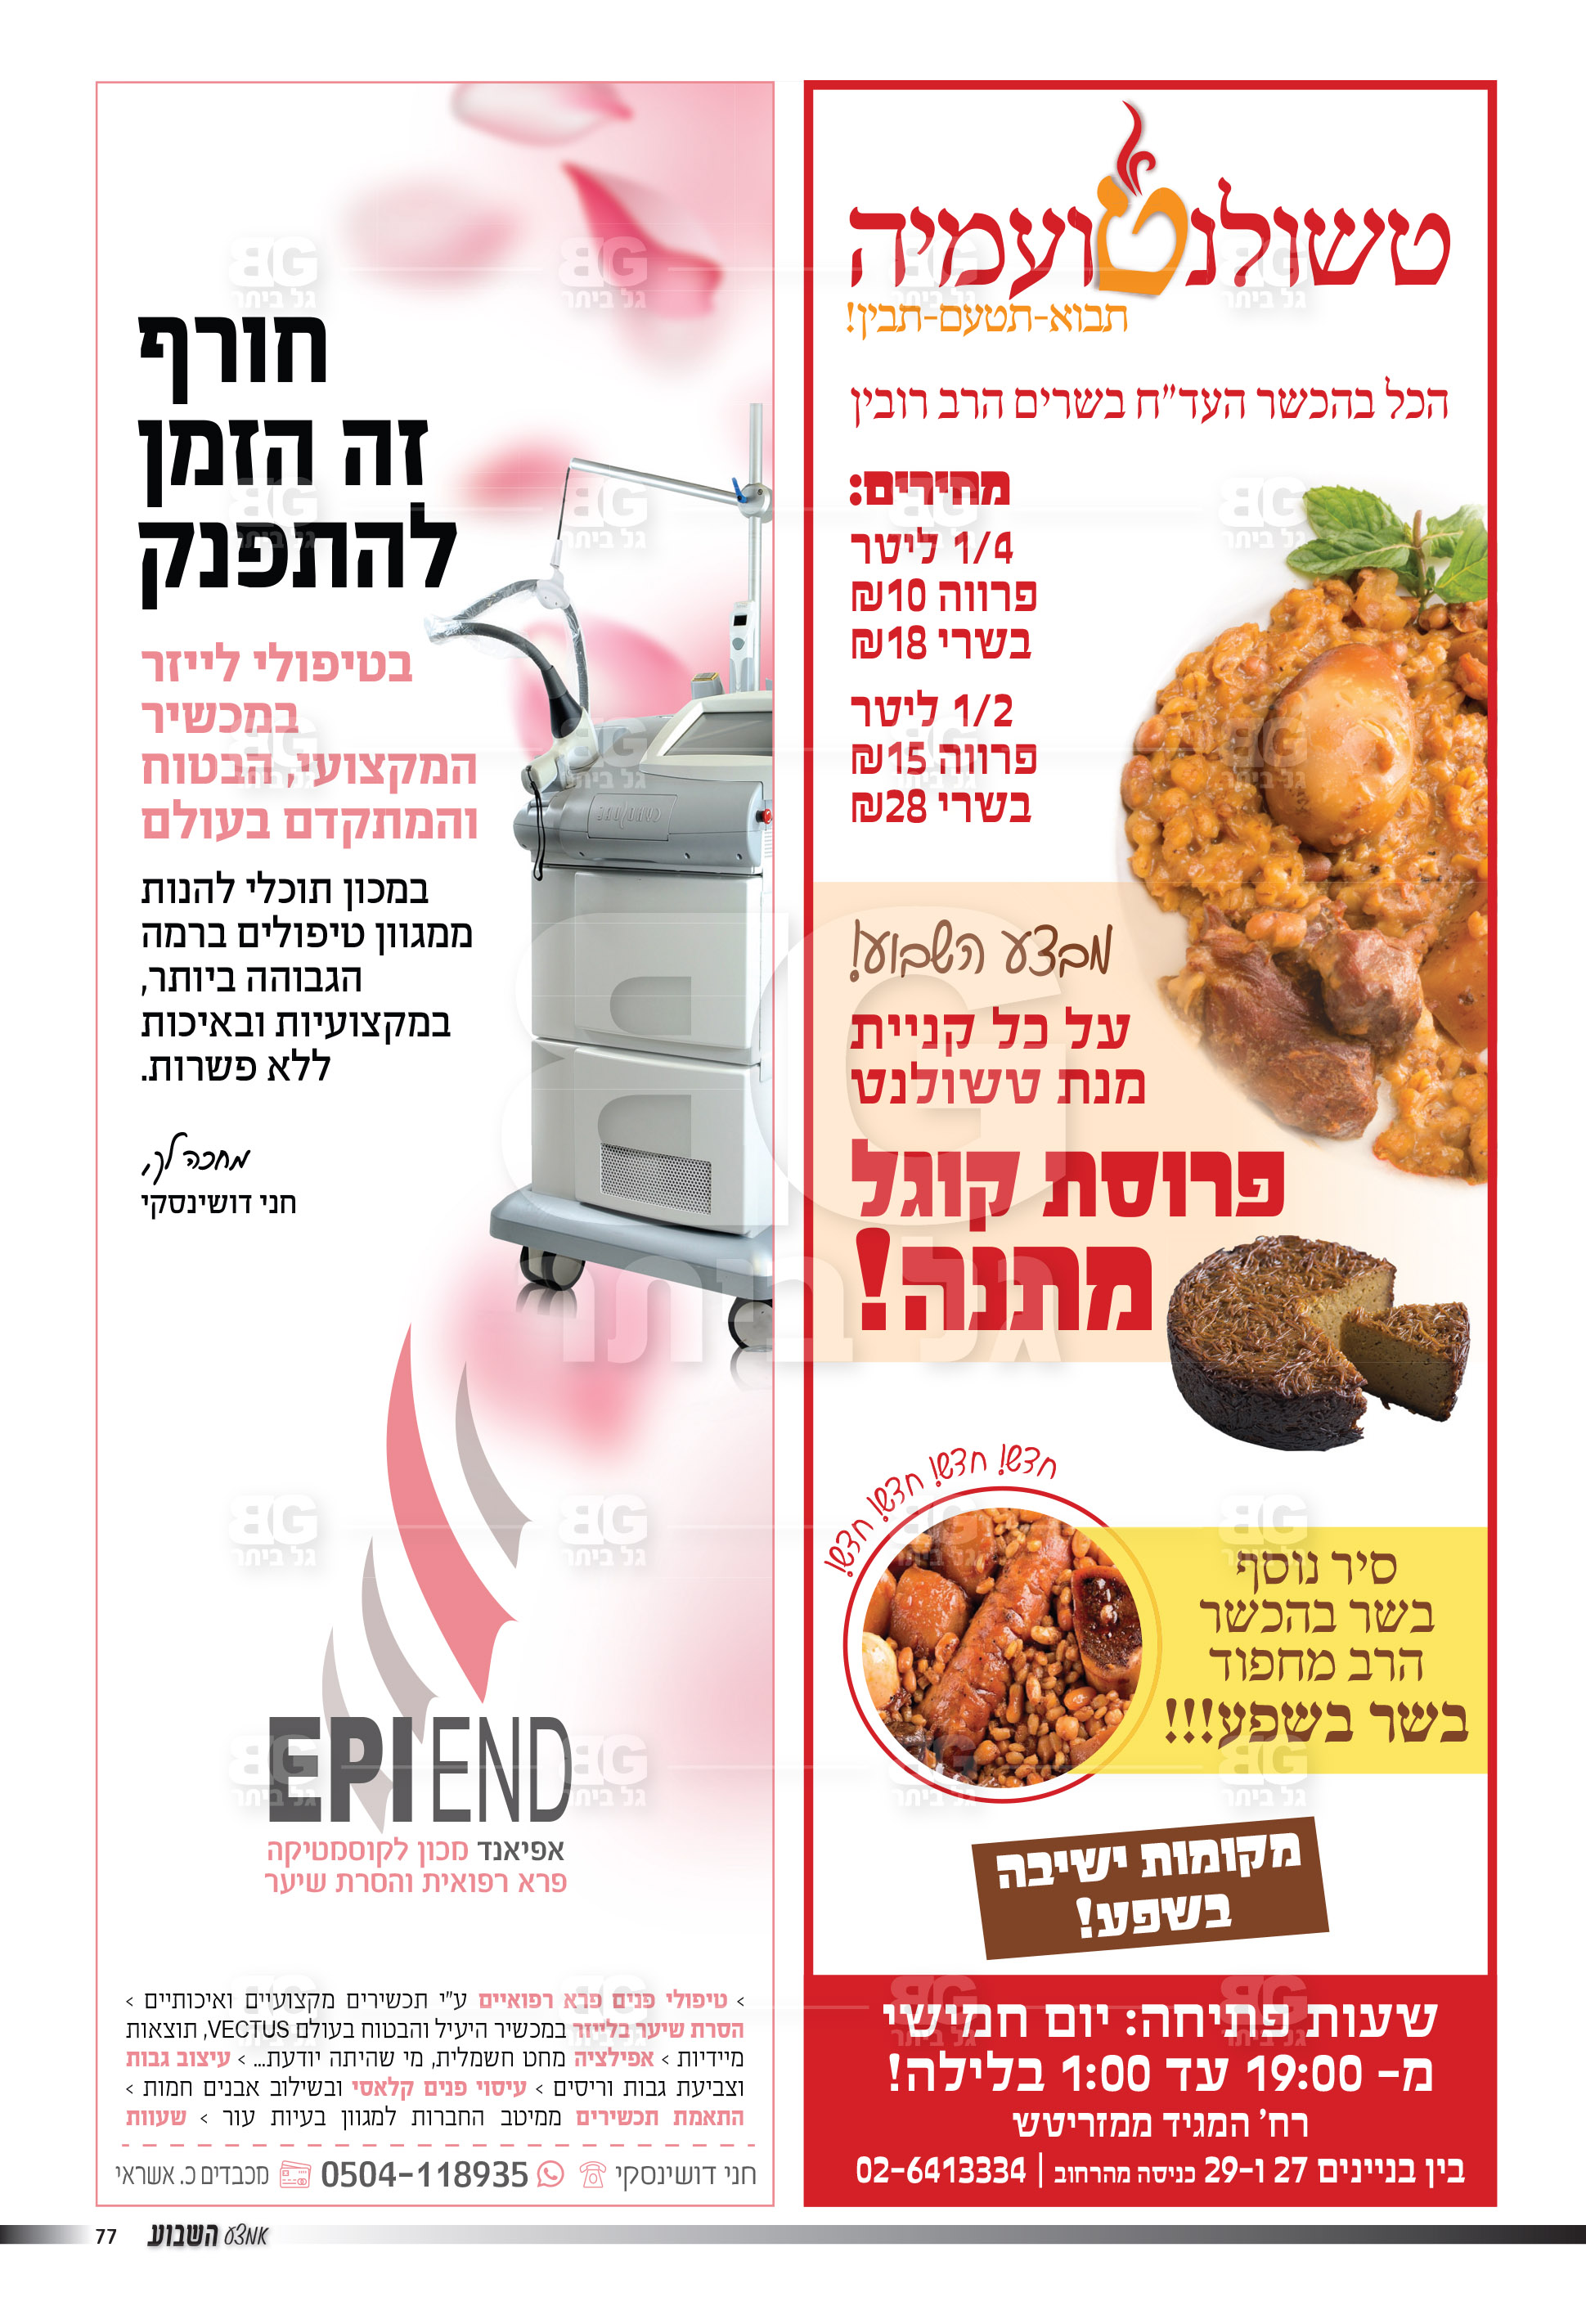 טשולנטועמיה
תבוא-תטעם-תבין!
הכל בהכשר העד"ח בשרים הרב רובין
מחירים:
1/4 ליטר
פרווה 10₪
בשרי 18₪
1/2 ליטר
פרווה 15₪
בשרי 28₪
מבצע השבוע!
על כל קניית
מנת טשולנט
פרוסת קוגל
מתנה!
חדש! חדש! חדש! חדש!
סיר נוסף
בשר בהכשר
הרב מחפוד
בשר בשפע!!!
מקומות ישיבה
בשפע!
שעות פתיחה: יום חמישי
מ- 19:00 עד 1:00 בלילה!
רח' המגיד ממזריטש
בין בניינים 27 ו-29 כניסה מהרחוב | 02-6413334
חורף
זה הזמן
להתפנק
בטיפולי לייזר
במכשיר
המקצועי, הבטוח
והמתקדם בעולם
במכון תוכלי להנות
ממגוון טיפולים ברמה
הגבוהה ביותר,
במקצועיות ובאיכות
ללא פשרות.
מחכה לך,
חני דושינסקי
EPIEND
אפיאנד מכון לקוסמטיקה
פרא רפואית והסרת שיער
> טיפולי פנים פרא רפואיים ע"י תכשירים מקצועיים ואיכותיים >
הסרת שיער בלייזר במכשיר היעיל והבטוח בעולם VECTUS, תוצאות
מיידיות > אפילציה מחט חשמלית, מי שהיתה יודעת... > עיצוב גבות
וצביעת גבות וריסים > עיסוי פנים קלאסי ובשילוב אבנים חמות >
התאמת תכשירים ממיטב החברות למגוון בעיות עור > שעוות
חני דושינסקי 0504-118935 מכבדים כ. אשראי
77 אמצע השבוע
BG
גל ביתר